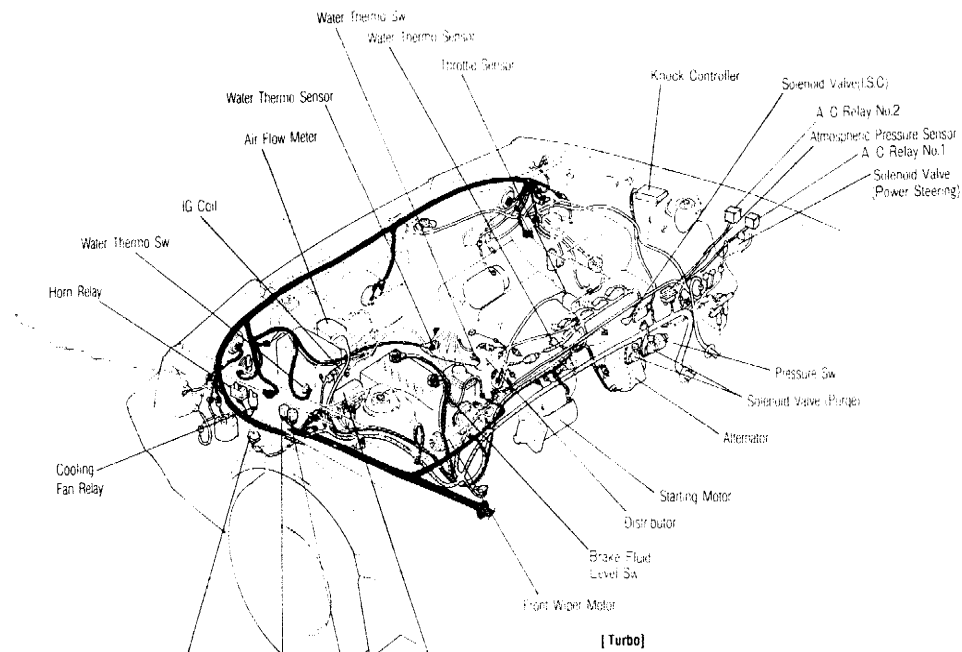 Water Thermo Sw
Water Thermo Sensor
Throttle Sensor
Knock Controller
Solenoid Valve(I.S.C)
Water Thermo Sensor
A C Relay No.2
Air Flow Meter
Atmospheric Pressure Sensor
A C Relay No.1
Solenoid Valve
(Power Steering)
IG Coil
Water Thermo Sw
Horn Relay
Pressure Sw
Solenoid Valve (Purge)
Alternator
Cooling
Fan Relay
Starting Motor
Distributor
Brake Fluid
Level Sw
Front Wiper Motor
[Turbo]